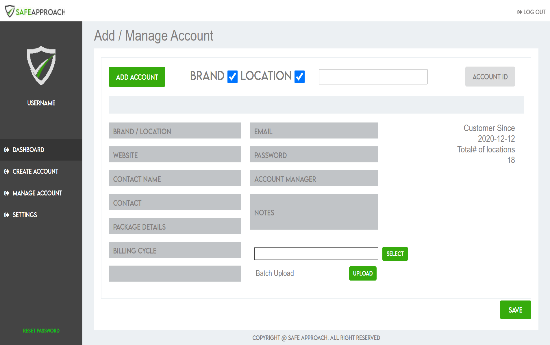 SAFEAPPROACH
LOG OUT
Add / Manage Account
USERNAME
DASHBOARD
CREATE ACCOUNT
MANAGE ACCOUNT
SETTINGS
RESET PASSWORD
ADD ACCOUNT
BRAND LOCATION
ACCOUNT ID
BRAND / LOCATION
EMAIL
WEBSITE
PASSWORD
CONTACT NAME
ACCOUNT MANAGER
CONTACT
NOTES
PACKAGE DETAILS
BILLING CYCLE
SELECT
Batch Upload
UPLOAD
Customer Since
2020-12-12
Total# of locations
18
SAVE
COPYRIGHT @ SAFE APPROACH. ALL RIGHT RESERVED